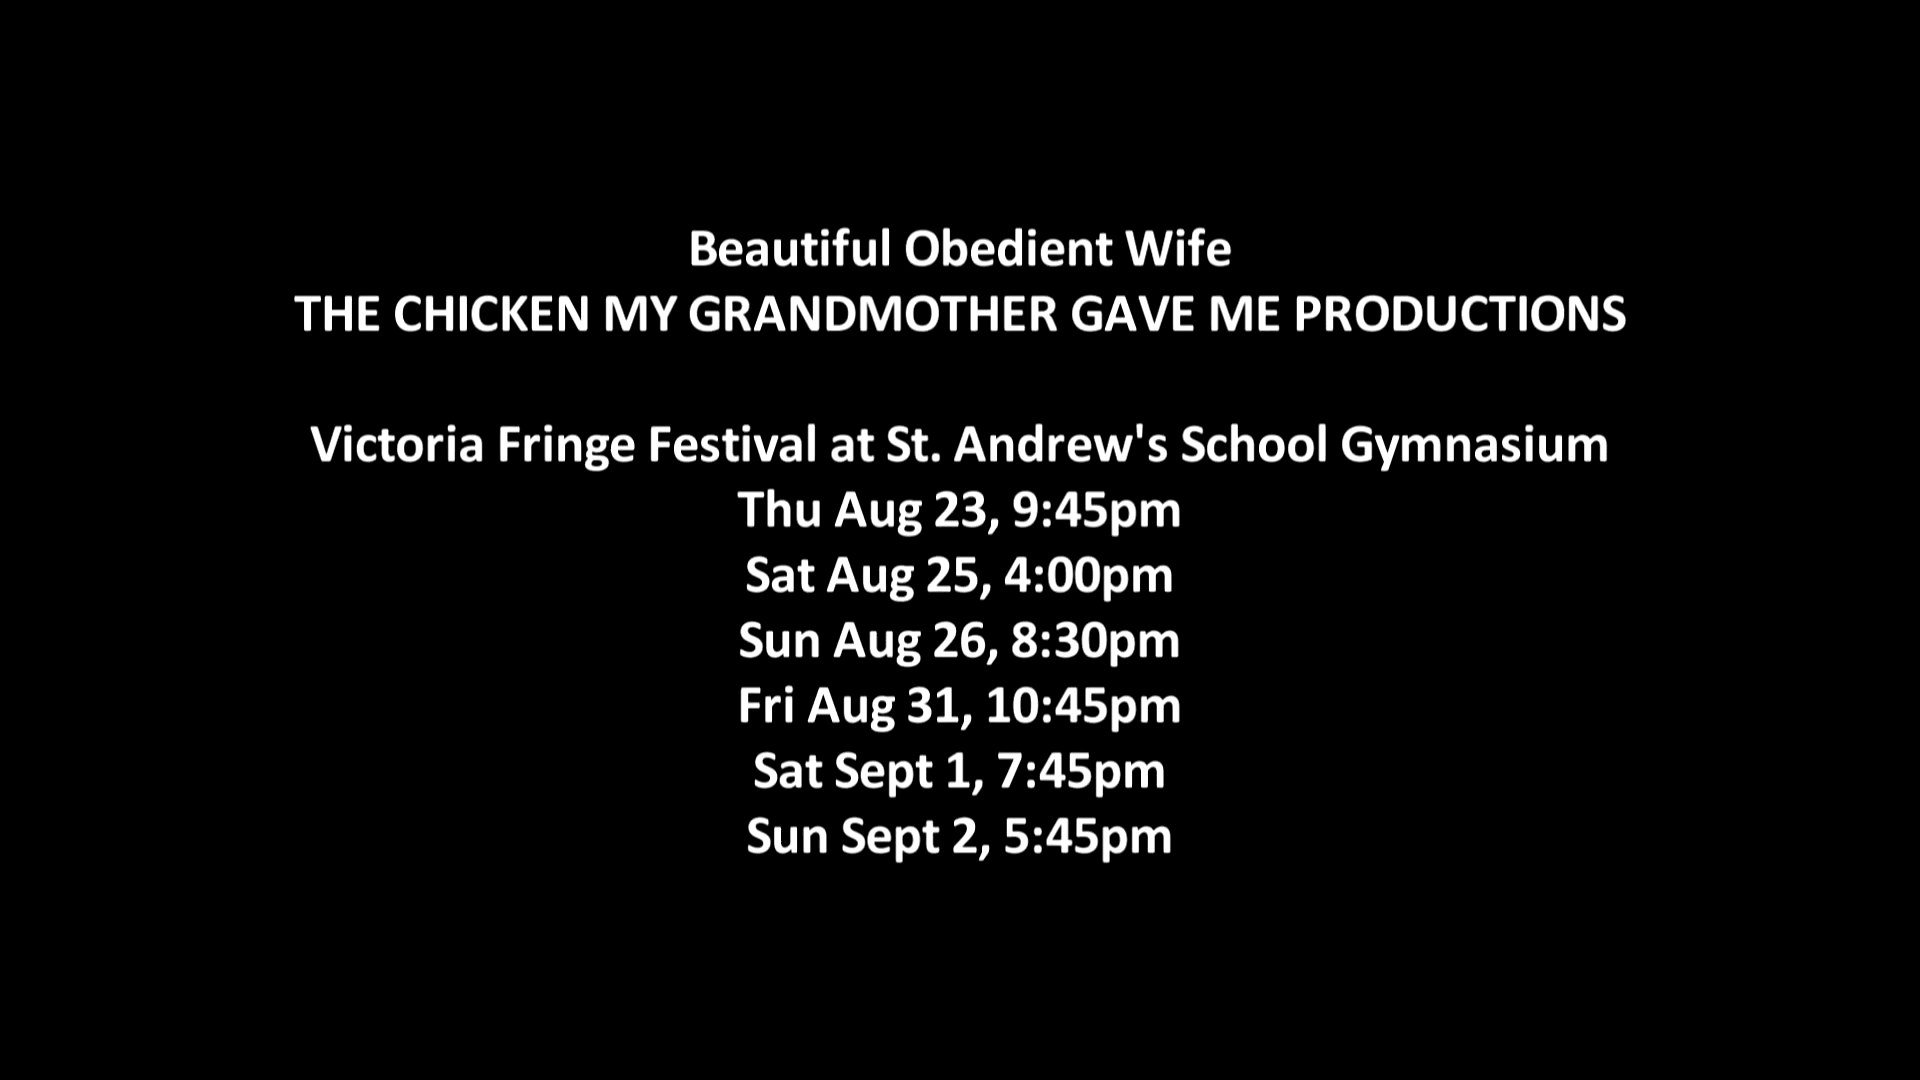 Beautiful Obedient Wife
THE CHICKEN MY GRANDMOTHER GAVE ME PRODUCTIONS
Victoria Fringe Festival at St. Andrew's School Gymnasium
Thu Aug 23, 9:45pm
Sat Aug 25, 4:00pm
Sun Aug 26, 8:30pm
Fri Aug 31, 10:45pm
Sat Sept 1, 7:45pm
Sun Sept 2, 5:45pm